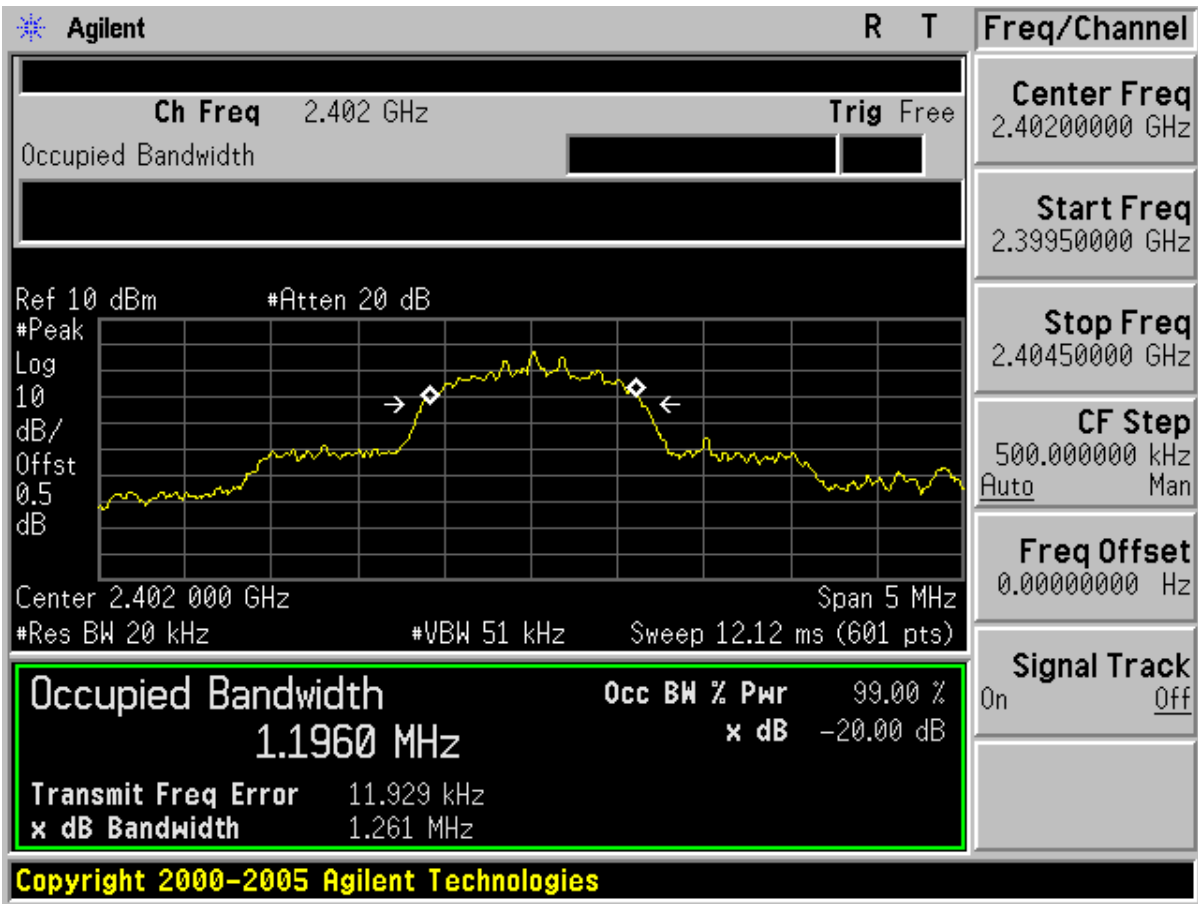 Agilent R T
Ch Freq 2.402 GHz Trig Free
Occupied Bandwidth
Ref 10 dBm #Atten 20 dB
#Peak
Log
10
dB/
Offst
0.5
dB
Center 2.402 000 GHz Span 5 MHz
#Res BW 20 kHz #VBW 51 kHz Sweep 12.12 ms (601 pts)
Occupied Bandwidth
1.1960 MHz
Occ BW % Pwr 99.00 %
x dB -20.00 dB
Transmit Freq Error 11.929 kHz
x dB Bandwidth 1.261 MHz
Copyright 2000-2005 Agilent Technologies
Freq/Channel
Center Freq
2.40200000 GHz
Start Freq
2.39950000 GHz
Stop Freq
2.40450000 GHz
CF Step
500.000000 kHz
Auto Man
Freq Offset
0.00000000 Hz
Signal Track
On Off